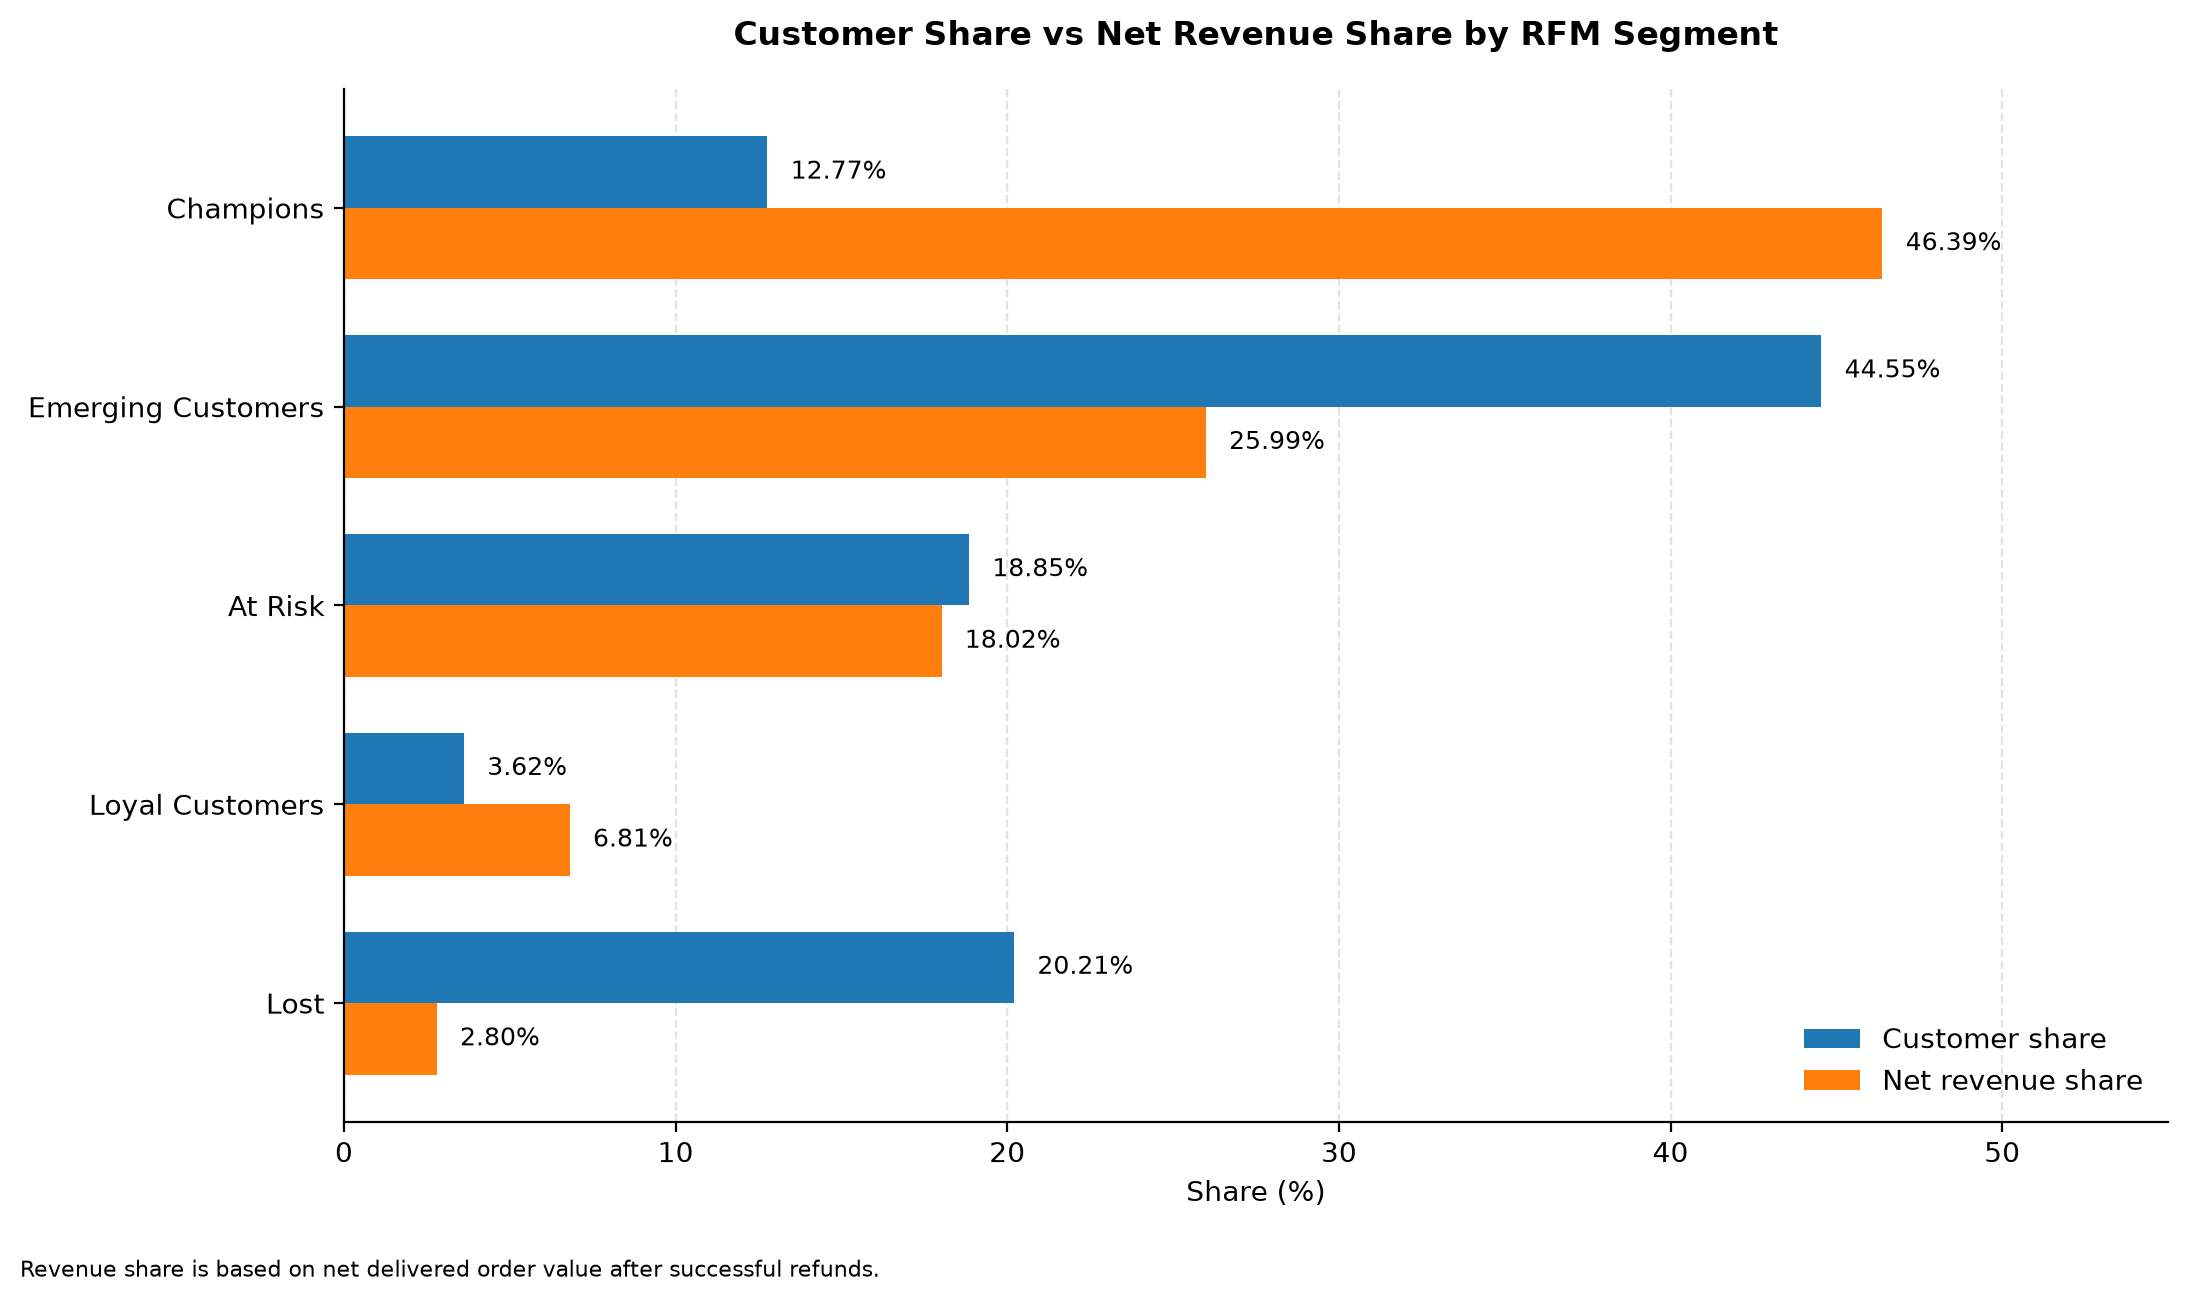 Customer Share vs Net Revenue Share by RFM Segment
Champions
12.77%
46.39%
Emerging Customers
44.55%
25.99%
At Risk
18.85%
18.02%
Loyal Customers
3.62%
6.81%
Lost
20.21%
2.80%
Customer share
Net revenue share
0 10 20 30 40 50
Share (%)
Revenue share is based on net delivered order value after successful refunds.